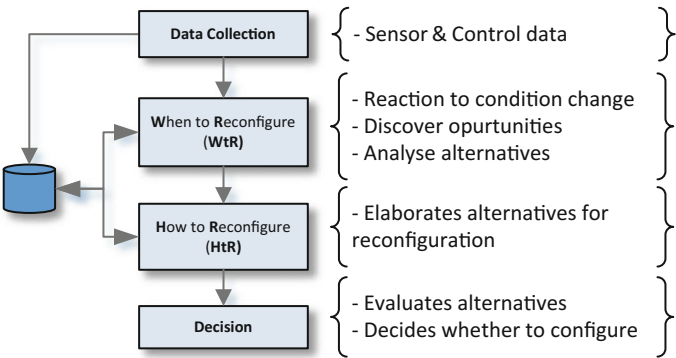 Data Collection
- Sensor & Control data
When to Reconfigure
(WtR)
- Reaction to condition change
- Discover opurtunities
- Analyse alternatives
How to Reconfigure
(HtR)
- Elaborates alternatives for
reconfiguration
Decision
- Evaluates alternatives
- Decides whether to configure